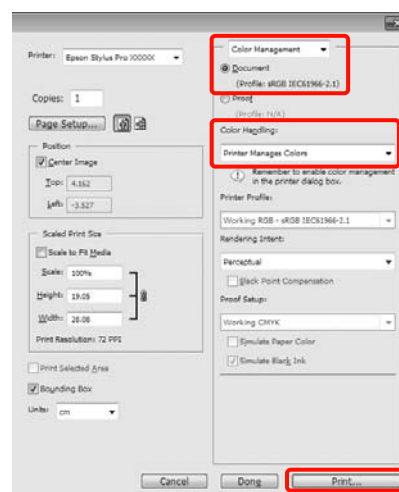 Printer: Epson Stylus Pro XXXXX
Copies: 1
Page Setup...
Position
Center Image
Top: 4.162
Left: -3.527
Scaled Print Size
Scale to Fit Media
Scale: 100%
Height: 19.05
Width: 28.08
Print Resolution: 72 PPI
Print Selected Area
Bounding Box
Units: cm
Color Management
Document
(Profile: sRGB IEC61966-2.1)
Proof
(Profile: N/A)
Color Handling:
Printer Manages Colors
Remember to enable color management
in the printer dialog box.
Printer Profile:
Working RGB - sRGB IEC61966-2.1
Rendering Intent:
Perceptual
Black Point Compensation
Proof Setup:
Working CMYK
Simulate Paper Color
Simulate Black Ink
Cancel
Done
Print...